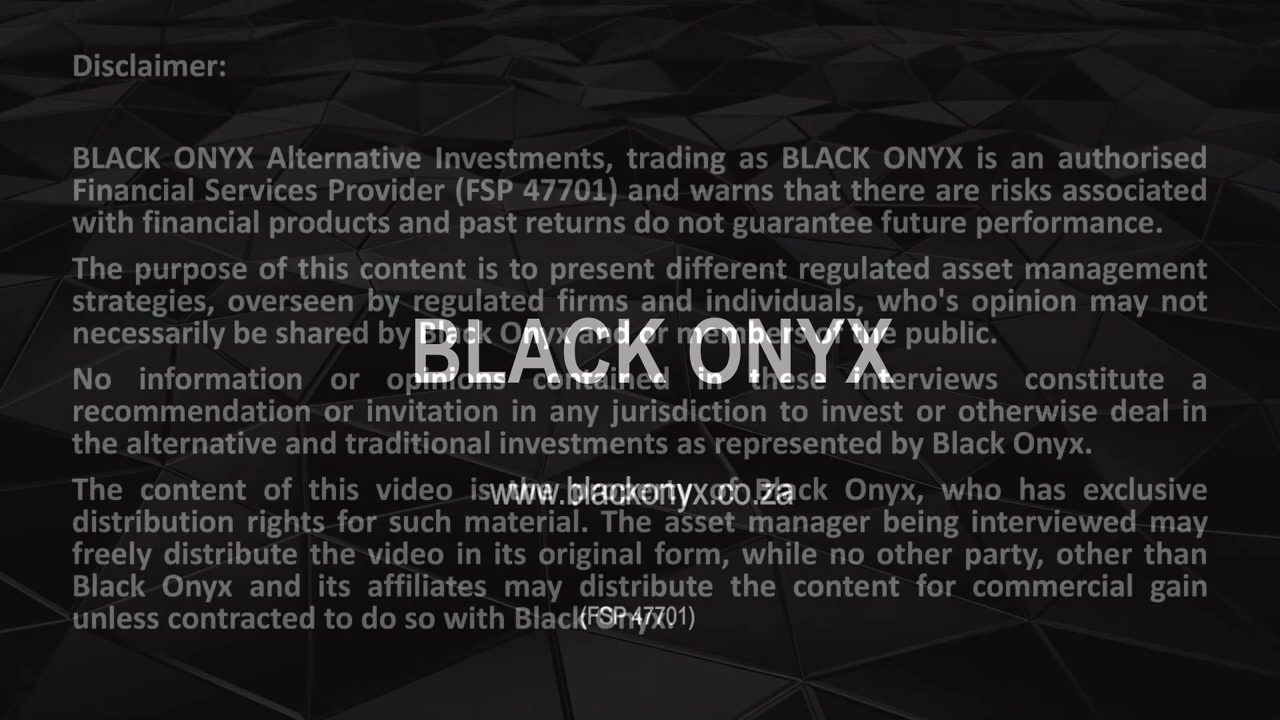 Disclaimer:
BLACK ONYX Alternative Investments, trading as BLACK ONYX is an authorised
Financial Services Provider (FSP 47701) and warns that there are risks associated
with financial products and past returns do not guarantee future performance.
The purpose of this content is to present different regulated asset management
strategies, overseen by regulated firms and individuals, who's opinion may not
necessarily be shared by Black Onyx and or members of the public.
BLACK ONYX
No information or opinions contained in these interviews constitute a
recommendation or invitation in any jurisdiction to invest or otherwise deal in
the alternative and traditional investments as represented by Black Onyx.
The content of this video is the of Black Onyx, who has exclusive
www.blackonyx.co.za
distribution rights for such material. The asset manager being interviewed may
freely distribute the video in its original form, while no other party, other than
Black Onyx and its affiliates may distribute the content for commercial gain
unless contracted to do so with Black Onyx.
(FSP 47701)